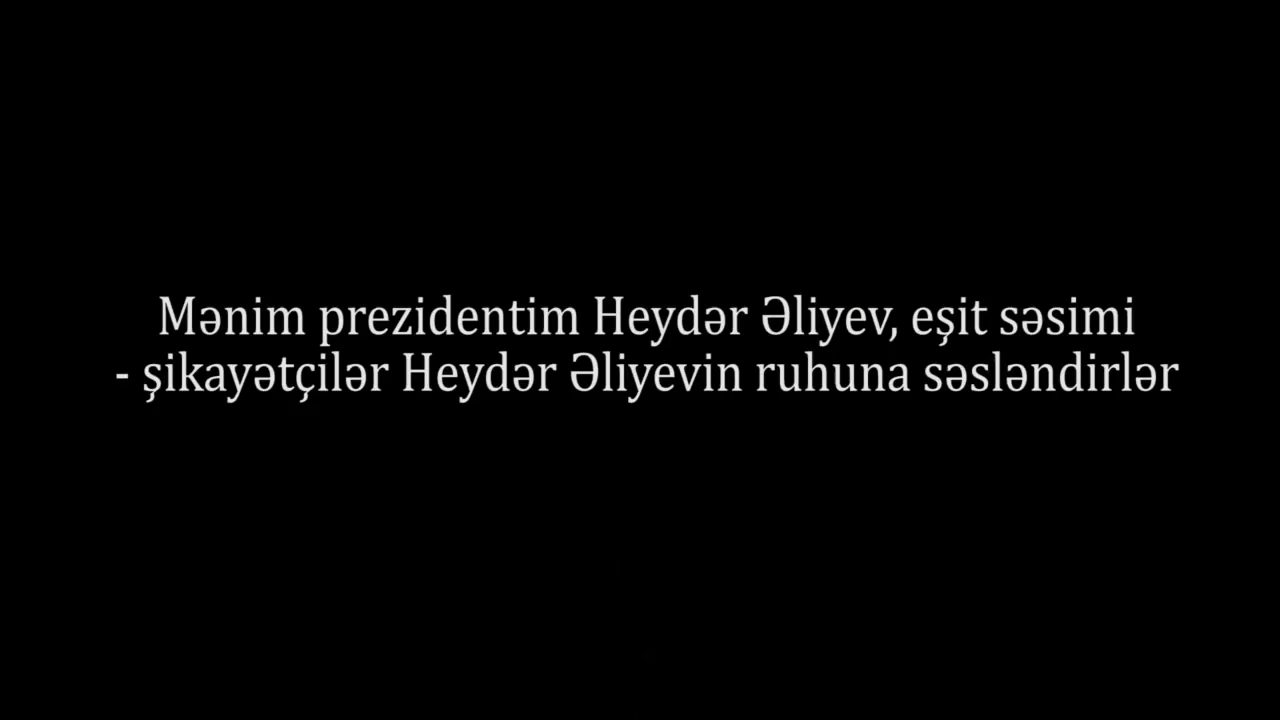 Mənim prezidentim Heydər Əliyev, eşit səsimi
- şikayətçilər Heydər Əliyevin ruhuna səsləndirlər